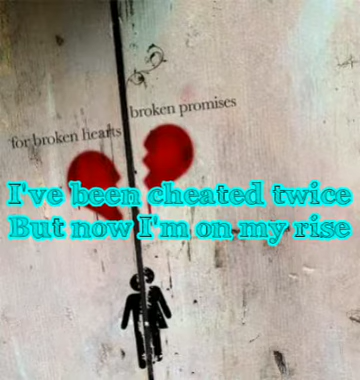 broken promises
for broken hearts
I've been cheated twice
But now I'm on my rise